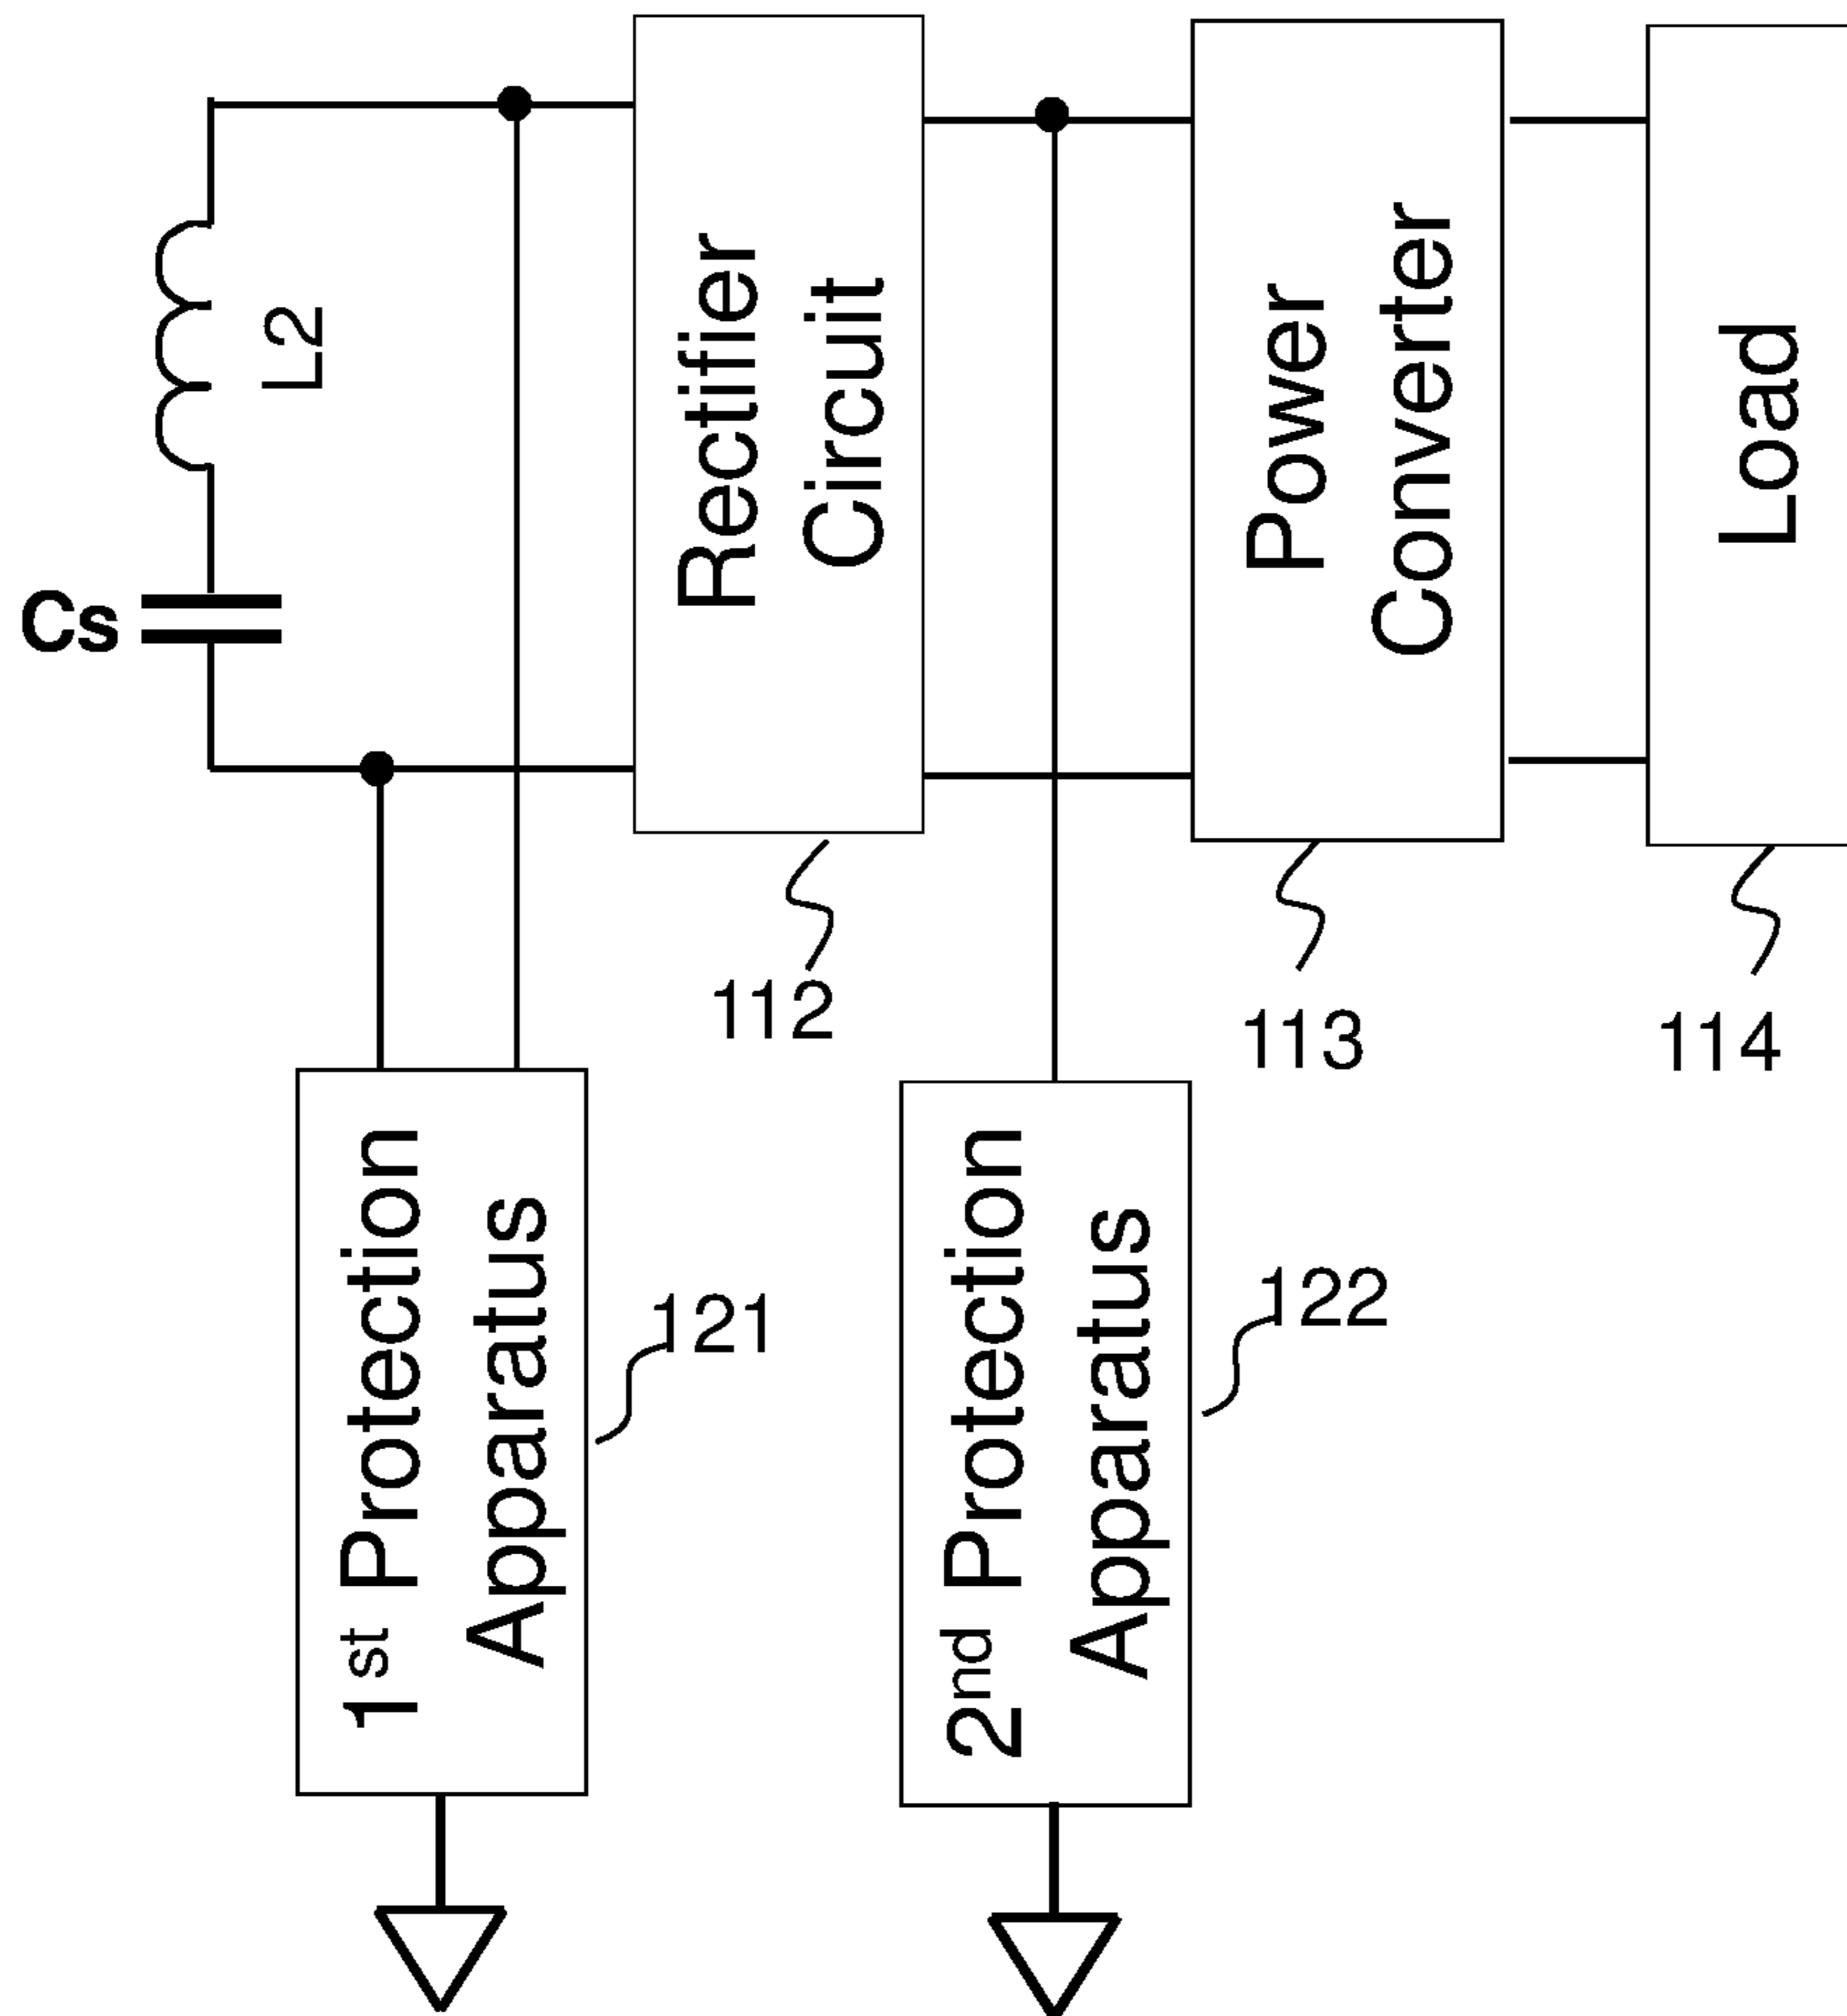 L2
Cs
Rectifier
Circuit
112
Power
Converter
113
Load
114
1st Protection
Apparatus
121
2nd Protection
Apparatus
122